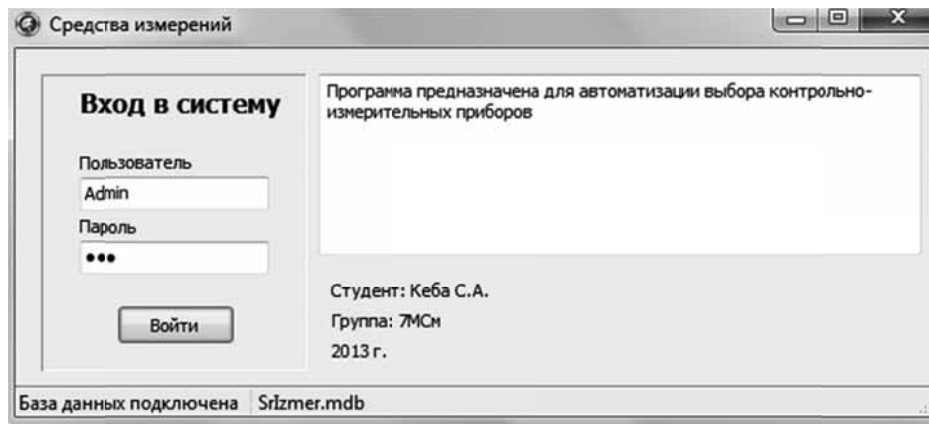 Средства измерений
Вход в систему
Пользователь
Admin
Пароль
•••
Войти
Программа предназначена для автоматизации выбора контрольно-
измерительных приборов
Студент: Кеба С.А.
Группа: 7МСм
2013 г.
База данных подключена SrIzmer.mdb